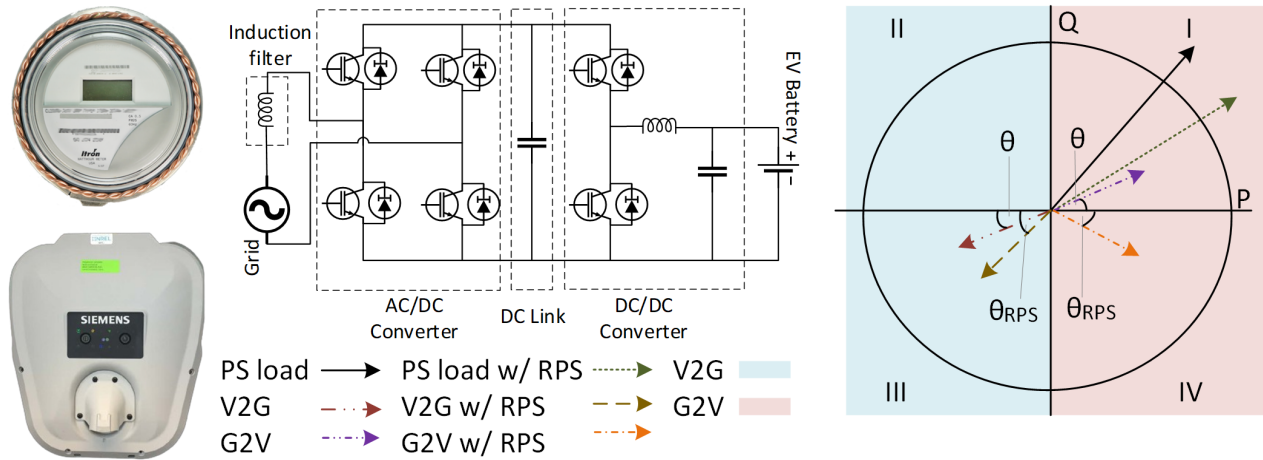 Itron
SIEMENS
Induction
filter
Grid
AC/DC
Converter
DC Link
DC/DC
Converter
EV Battery
+
−
PS load
PS load w/ RPS
V2G
V2G
V2G w/ RPS
G2V
G2V
G2V w/ RPS
II
Q
I
θ
θ
P
θRPS
θRPS
III
IV